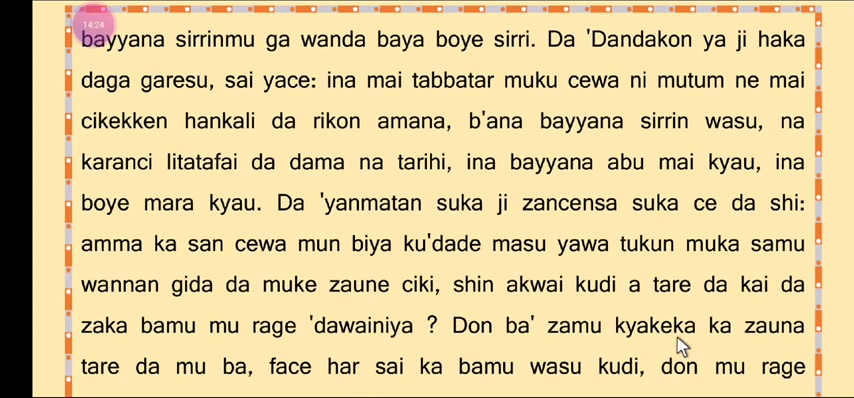 14:24
bayyana sirrinmu ga wanda baya boye sirri. Da 'Dandakon ya ji haka
daga garesu, sai yace: ina mai tabbatar muku cewa ni mutum ne mai
cikekken hankali da rikon amana, b'ana bayyana sirrin wasu, na
karanci litatafai da dama na tarihi, ina bayyana abu mai kyau, ina
boye mara kyau. Da 'yanmatan suka ji zancensa suka ce da shi:
amma ka san cewa mun biya ku'dade masu yawa tukun muka samu
wannan gida da muke zaune ciki, shin akwai kudi a tare da kai da
zaka bamu mu rage 'dawainiya ? Don ba' zamu kyakeka ka zauna
tare da mu ba, face har sai ka bamu wasu kudi, don mu rage